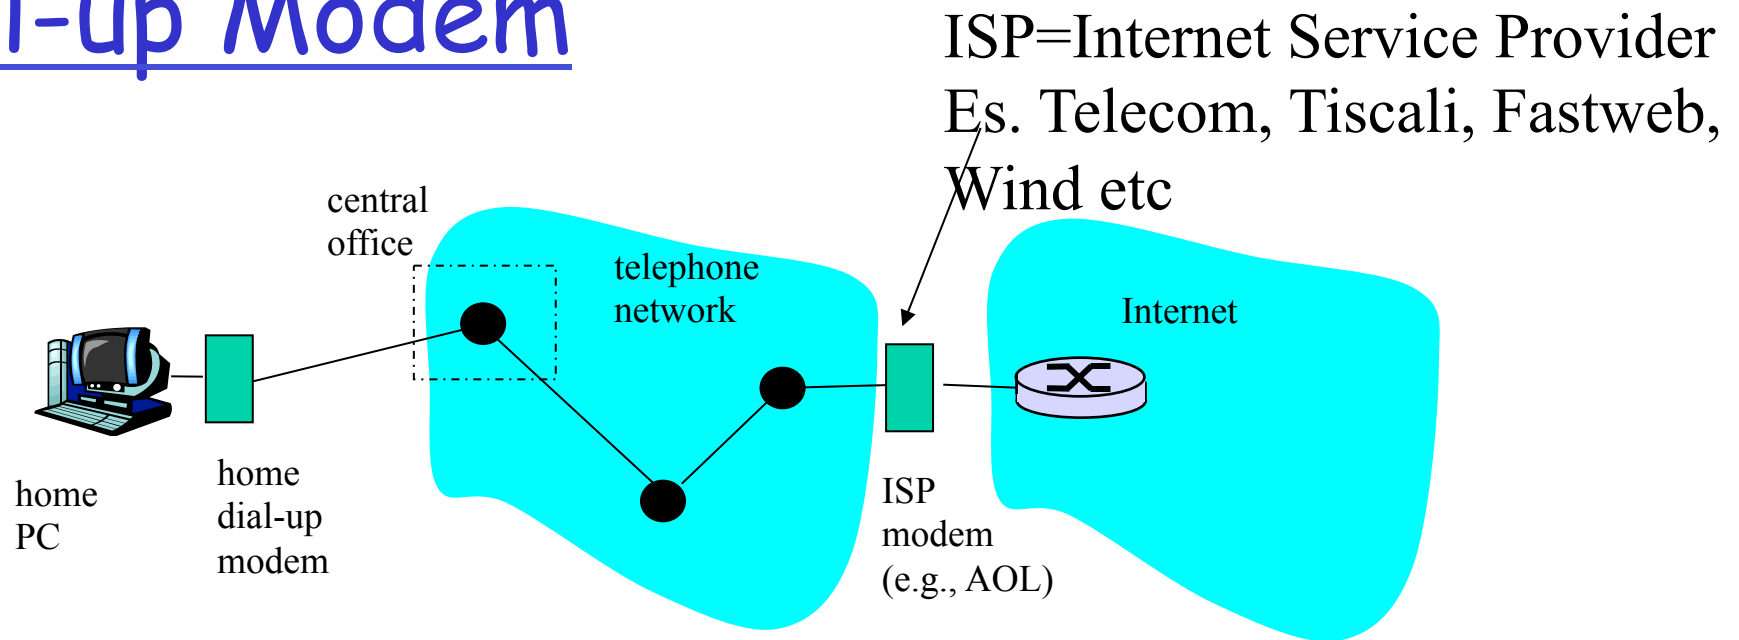 l-up Modem
ISP=Internet Service Provider
Es. Telecom, Tiscali, Fastweb,
Wind etc
central
office
telephone
network
Internet
home
PC
home
dial-up
modem
ISP
modem
(e.g., AOL)